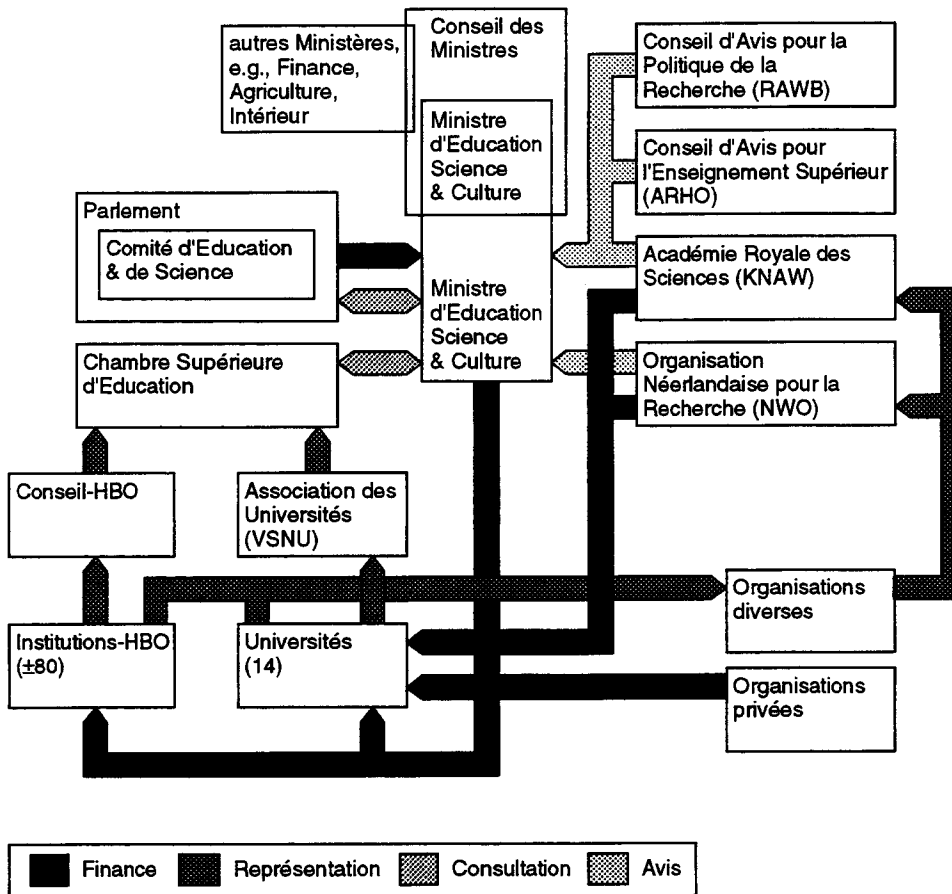 autres Ministères,
e.g., Finance,
Agriculture,
Intérieur
Conseil des
Ministres
Ministre
d'Education
Science
& Culture
Conseil d'Avis pour la
Politique de la
Recherche (RAWB)
Conseil d'Avis pour
l'Enseignement Supérieur
(ARHO)
Parlement
Comité d'Education
& de Science
Ministre
d'Education
Science
& Culture
Académie Royale des
Sciences (KNAW)
Chambre Supérieure
d'Education
Organisation
Néerlandaise pour la
Recherche (NWO)
Conseil-HBO
Association des
Universités
(VSNU)
Organisations
diverses
Institutions-HBO
(±80)
Universités
(14)
Organisations
privées
Finance
Représentation
Consultation
Avis